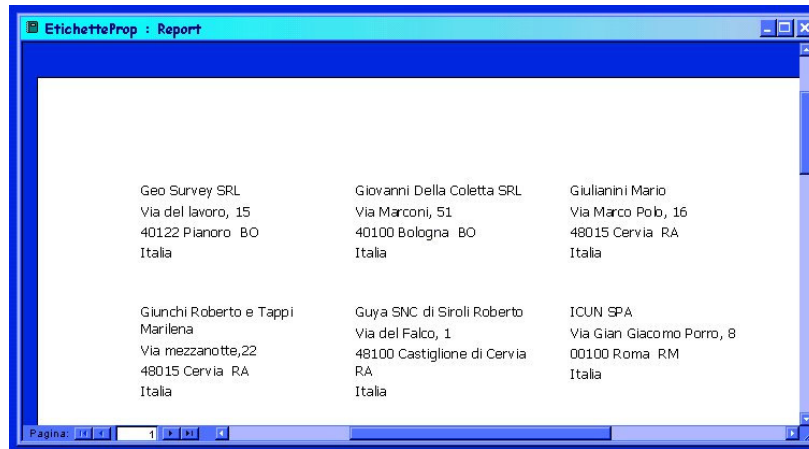 EtichetteProp : Report
Geo Survey SRL
Via del lavoro, 15
40122 Pianoro BO
Italia
Giovanni Della Coletta SRL
Via Marconi, 51
40100 Bologna BO
Italia
Giulianini Mario
Via Marco Polo, 16
48015 Cervia RA
Italia
Giunchi Roberto e Tappi
Marilena
Via mezzanotte,22
48015 Cervia RA
Italia
Guya SNC di Siroli Roberto
Via del Falco, 1
48100 Castiglione di Cervia
RA
Italia
ICUN SPA
Via Gian Giacomo Porro, 8
00100 Roma RM
Italia
Pagina: 1